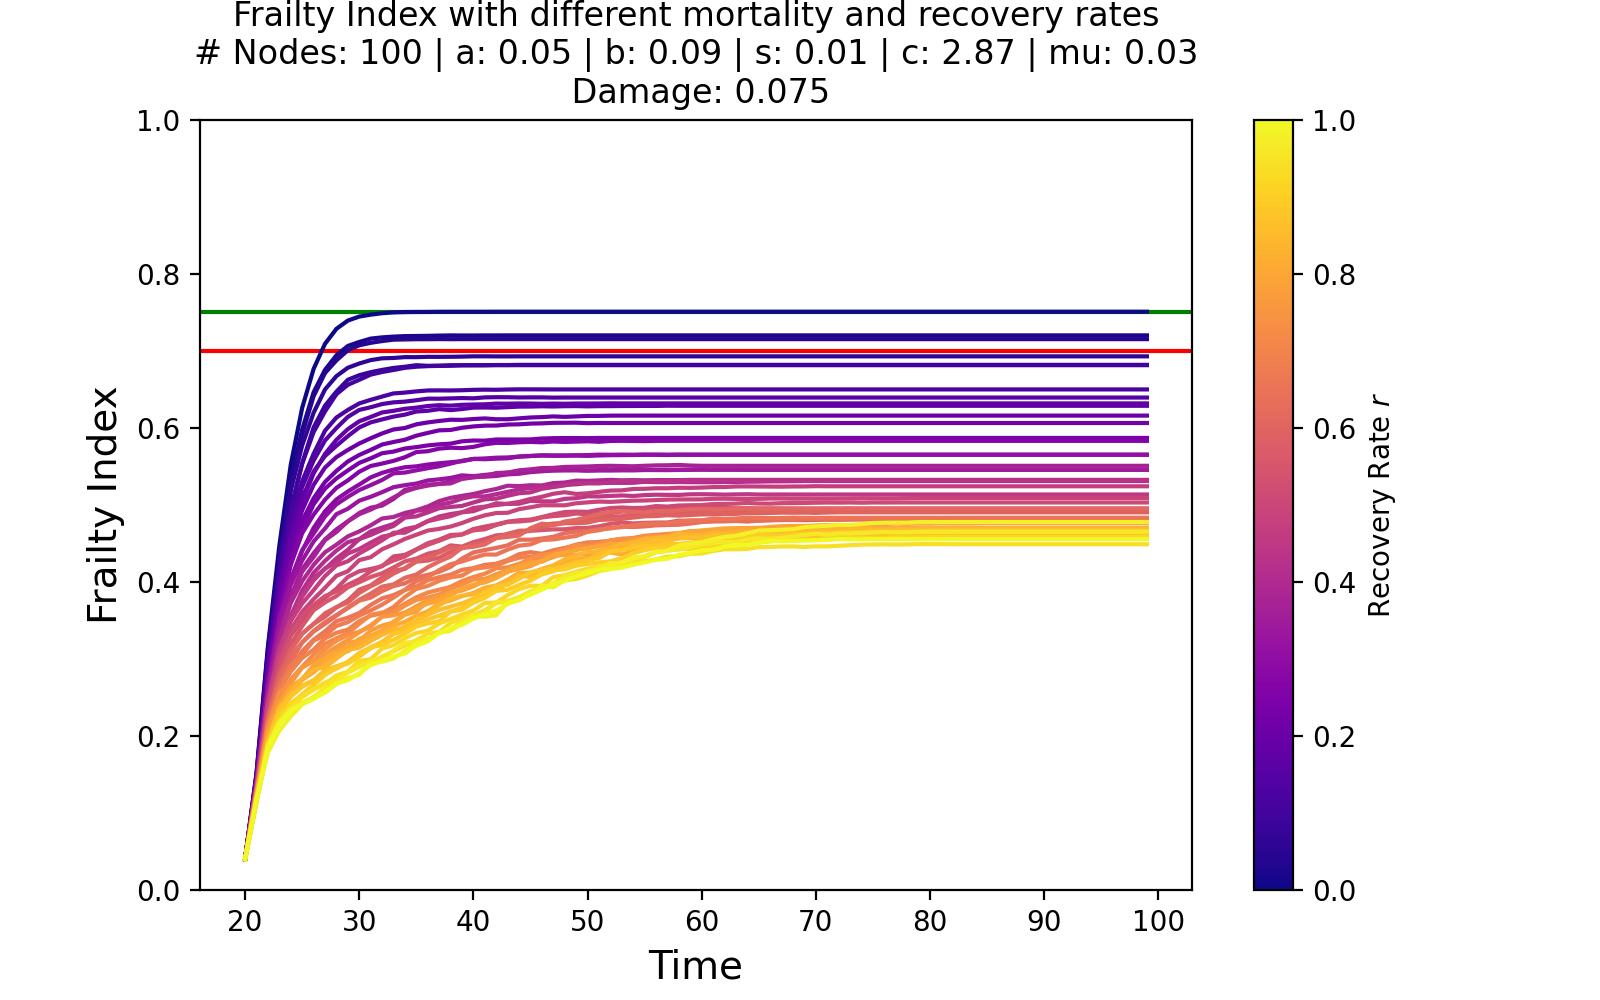 Frailty Index with different mortality and recovery rates
# Nodes: 100 | a: 0.05 | b: 0.09 | s: 0.01 | c: 2.87 | mu: 0.03
Damage: 0.075
1.0
0.8
0.6
0.4
0.2
0.0
Frailty Index
20 30 40 50 60 70 80 90 100
Time
1.0
0.8
0.6
0.4
0.2
0.0
Recovery Rate r